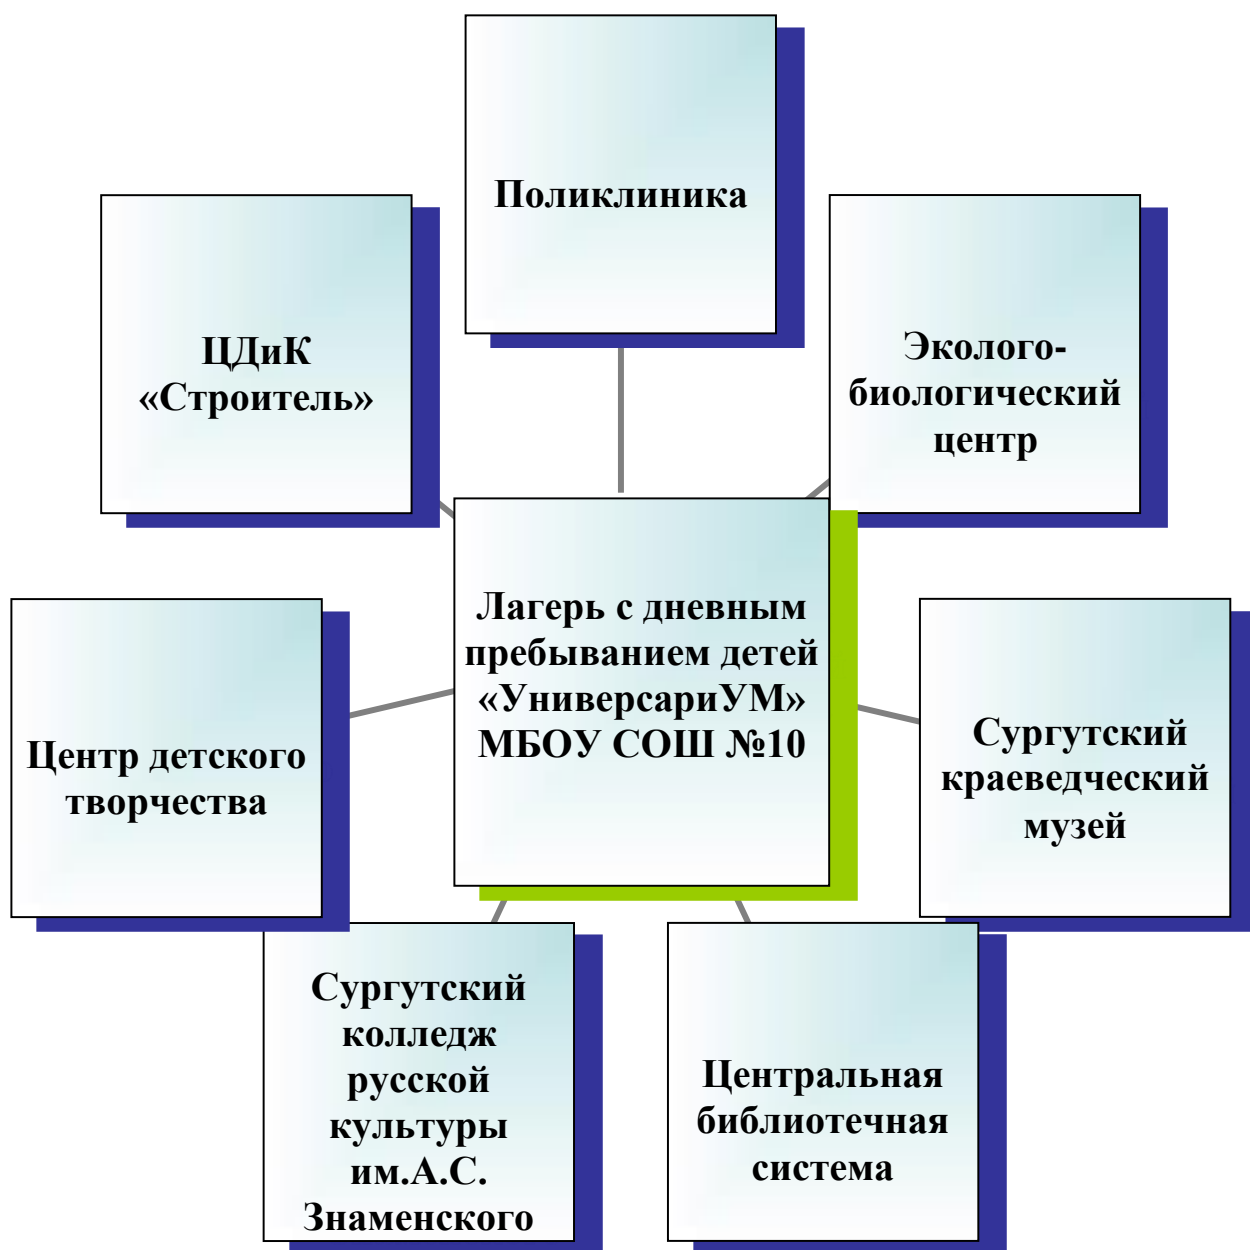 Поликлиника
ЦДиК
«Строитель»
Эколого-
биологический
центр
Лагерь с дневным
пребыванием детей
«УниверсариУМ»
МБОУ СОШ №10
Центр детского
творчества
Сургутский
краеведческий
музей
Сургутский
колледж
русской
культуры
им.А.С.
Знаменского
Центральная
библиотечная
система